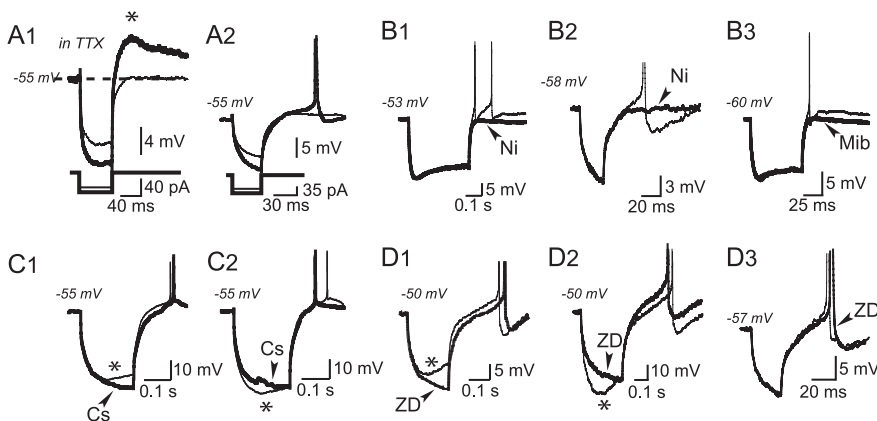 A1
in TTX
*
-55 mV
4 mV
40 pA
40 ms
A2
-55 mV
5 mV
35 pA
30 ms
B1
-53 mV
Ni
5 mV
0.1 s
B2
-58 mV
Ni
3 mV
20 ms
B3
-60 mV
Mib
5 mV
25 ms
C1
-55 mV
*
Cs
10 mV
0.1 s
C2
-55 mV
Cs
*
10 mV
0.1 s
D1
-50 mV
*
ZD
5 mV
0.1 s
D2
-50 mV
ZD
*
10 mV
0.1 s
D3
-57 mV
ZD
5 mV
20 ms